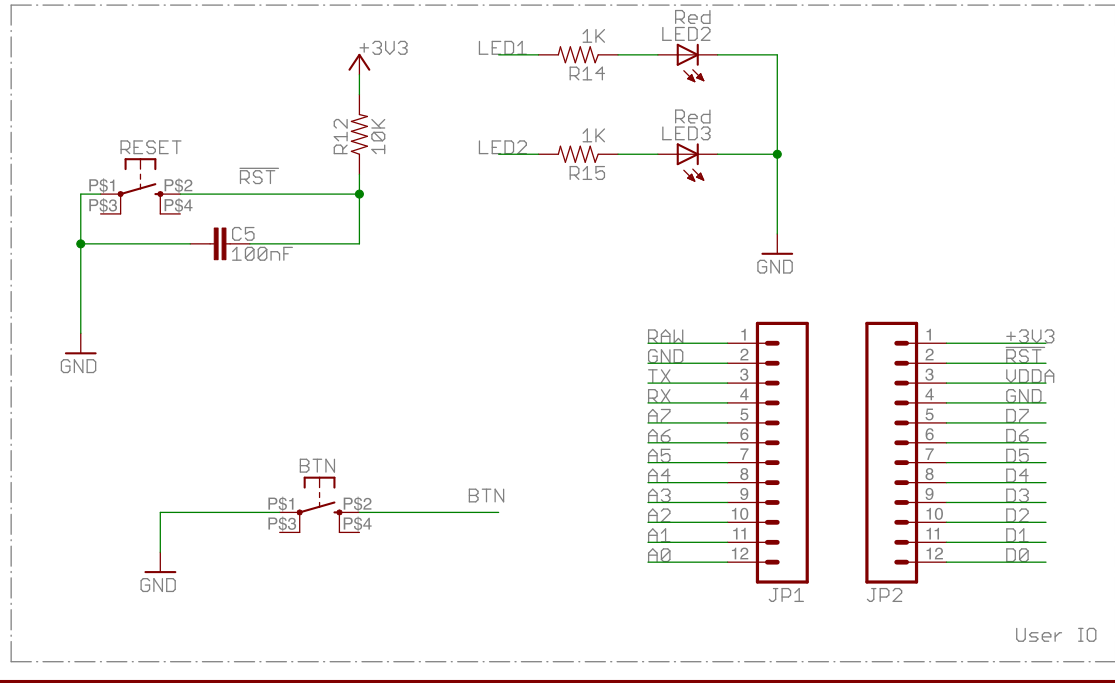 +3V3
R12
10K
RESET
P$1
P$2
P$3
P$4
RST
C5
100nF
GND
LED1
1K
R14
Red
LED2
LED2
1K
R15
Red
LED3
GND
BTN
P$1
P$2
P$3
P$4
BTN
GND
RAW 1
GND 2
TX 3
RX 4
A7 5
A6 6
A5 7
A4 8
A3 9
A2 10
A1 11
A0 12
JP1
1 +3V3
2 RST
3 VDDA
4 GND
5 D7
6 D6
7 D5
8 D4
9 D3
10 D2
11 D1
12 D0
JP2
User IO